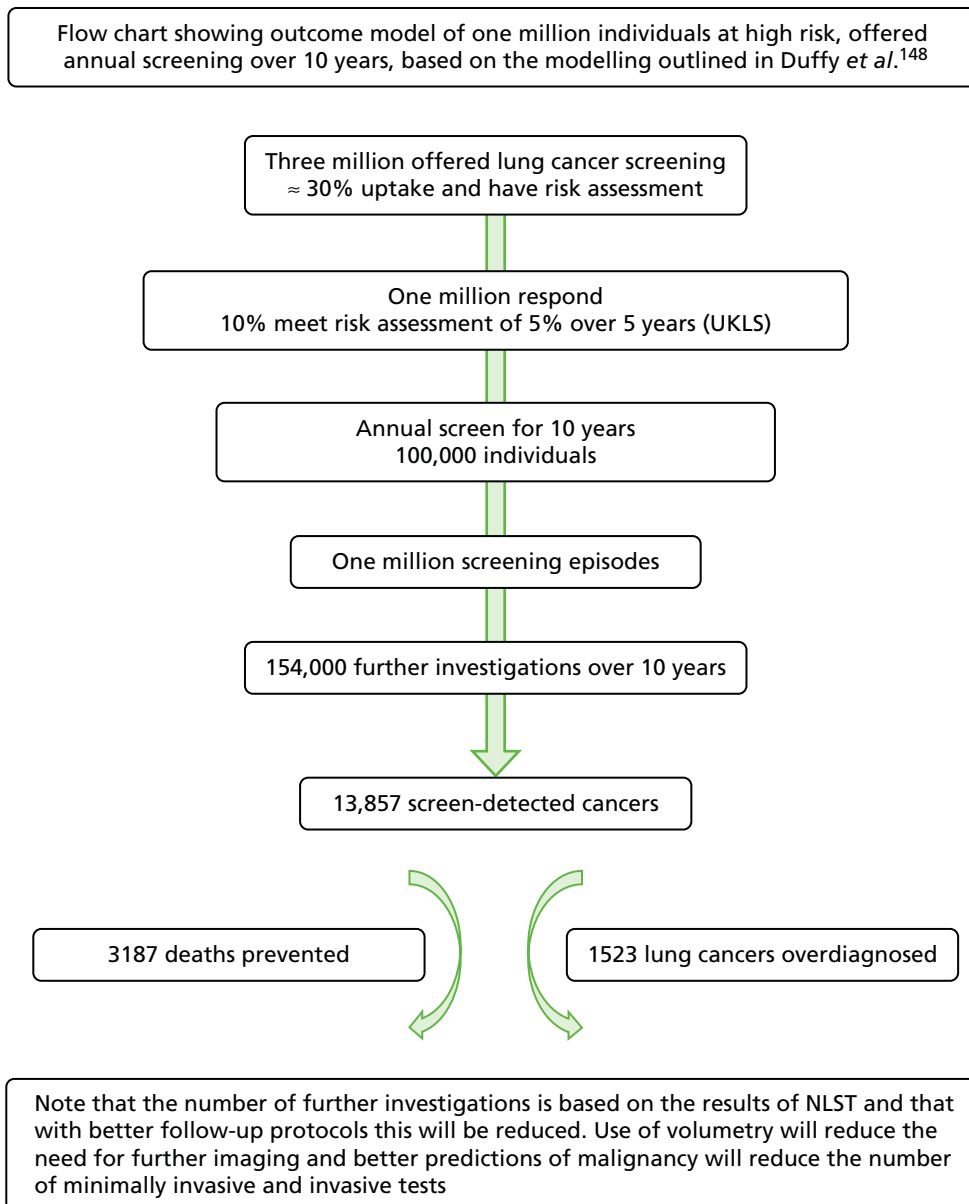 Flow chart showing outcome model of one million individuals at high risk, offered
annual screening over 10 years, based on the modelling outlined in Duffy et al.148
Three million offered lung cancer screening
≈ 30% uptake and have risk assessment
One million respond
10% meet risk assessment of 5% over 5 years (UKLS)
Annual screen for 10 years
100,000 individuals
One million screening episodes
154,000 further investigations over 10 years
13,857 screen-detected cancers
3187 deaths prevented
1523 lung cancers overdiagnosed
Note that the number of further investigations is based on the results of NLST and that
with better follow-up protocols this will be reduced. Use of volumetry will reduce the
need for further imaging and better predictions of malignancy will reduce the number
of minimally invasive and invasive tests